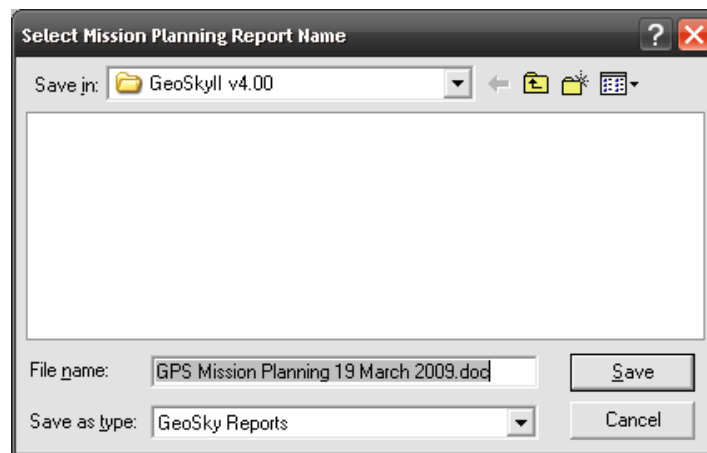 Select Mission Planning Report Name
Save in: GeoSkyII v4.00
File name: GPS Mission Planning 19 March 2009.doc Save
Save as type: GeoSky Reports Cancel